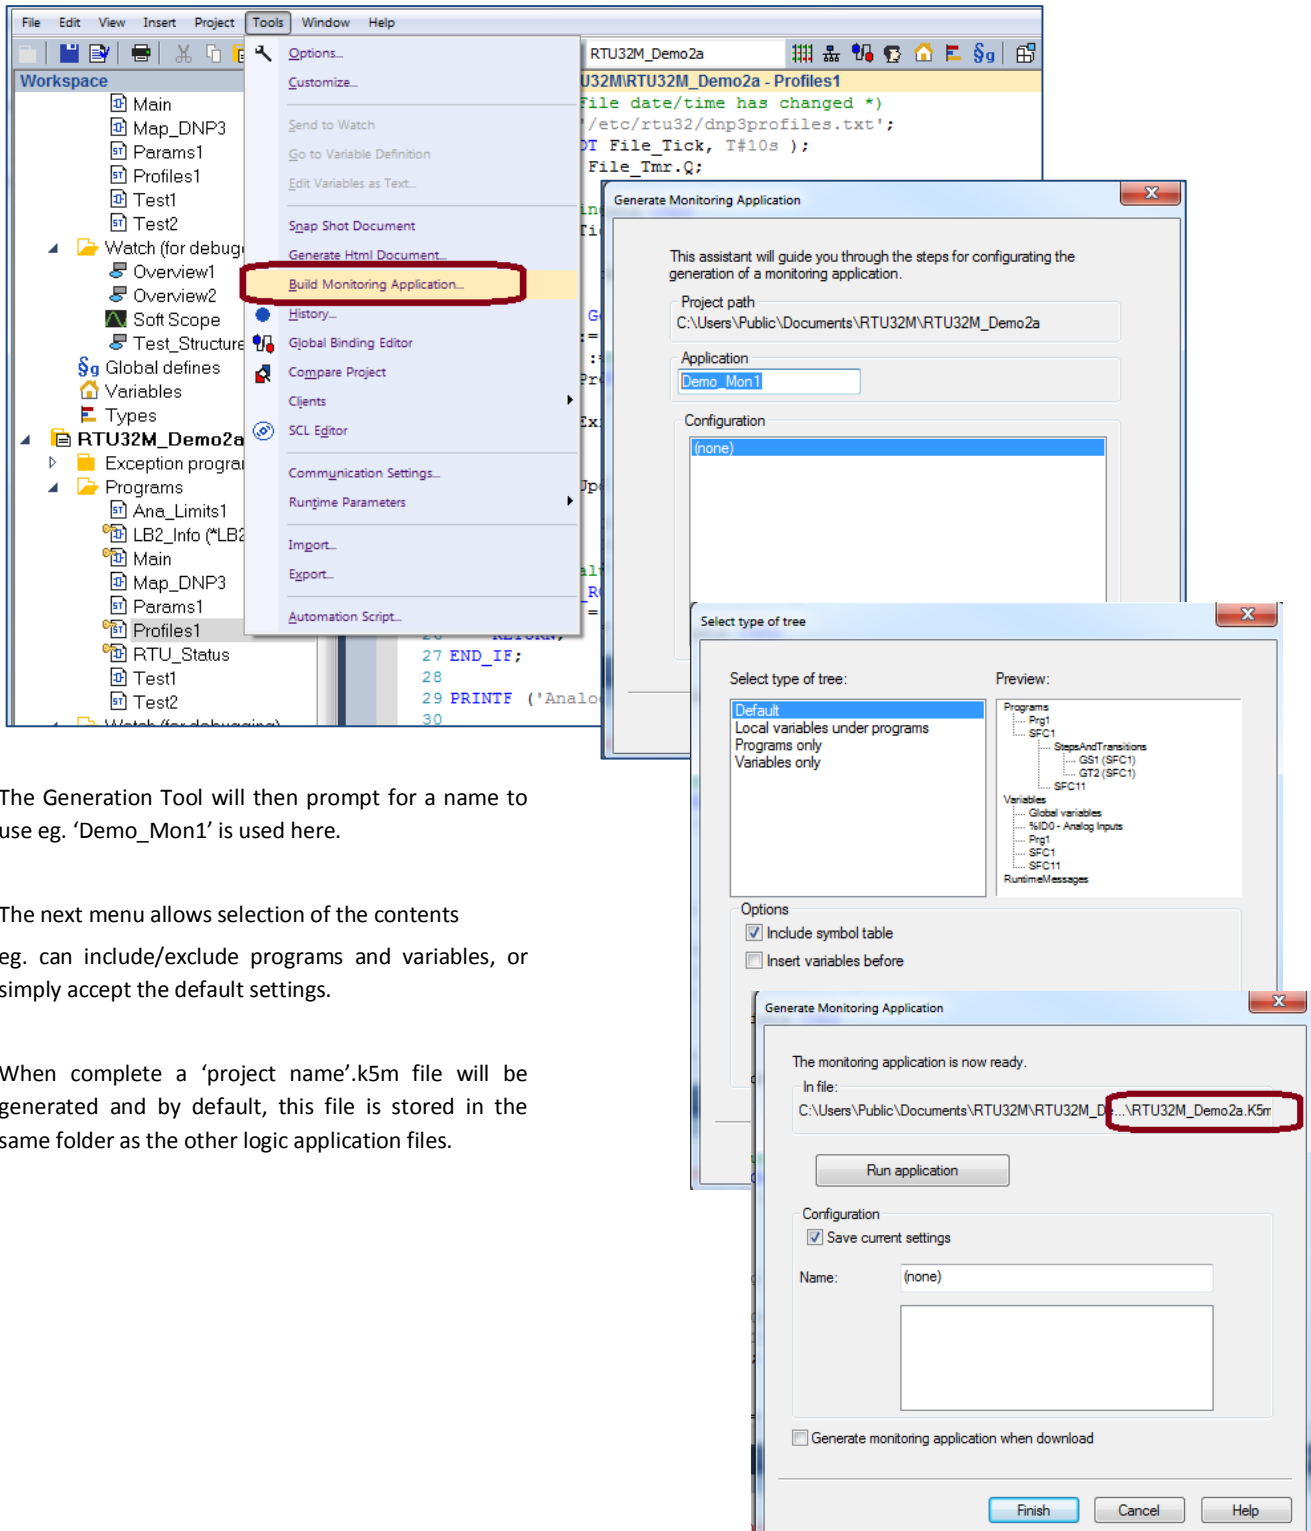 File Edit View Insert Project Tools Window Help
RTU32M_Demo2a
Workspace
Main
Map_DNP3
Params1
Profiles1
Test1
Test2
Watch (for debug
Overview1
Overview2
Soft Scope
Test_Structure
Global defines
Variables
Types
RTU32M_Demo2a
Exception progra
Programs
Ana_Limits1
LB2_Info (*LB2
Main
Map_DNP3
Params1
Profiles1
RTU_Status
Test1
Test2
Watch (for debugging)
Options...
Customize...
Send to Watch
Go to Variable Definition
Edit Variables as Text...
Snap Shot Document
Generate Html Document...
Build Monitoring Application...
History...
Global Binding Editor
Compare Project
Clients
SCL Editor
Communication Settings...
Runtime Parameters
Import...
Export...
Automation Script...
U32M\RTU32M_Demo2a - Profiles1
File date/time has changed *)
'/etc/rtu32/dnp3profiles.txt';
OT File_Tick, T#10s );
File_Tmr.Q;
26 RETURN;
27 END_IF;
28
29 PRINTF ('Analo
30
Generate Monitoring Application
This assistant will guide you through the steps for configurating the
generation of a monitoring application.
Project path
C:\Users\Public\Documents\RTU32M\RTU32M_Demo2a
Application
Demo_Mon1
Configuration
(none)
Select type of tree
Select type of tree:
Default
Local variables under programs
Programs only
Variables only
Preview:
Programs
Prg1
SFC1
StepsAndTransitions
GS1 (SFC1)
GT2 (SFC1)
SFC11
Variables
Global variables
%ID0 - Analog Inputs
Prg1
SFC1
SFC11
RuntimeMessages
Options
Include symbol table
Insert variables before
Generate Monitoring Application
The monitoring application is now ready.
In file:
C:\Users\Public\Documents\RTU32M\RTU32M_De...\RTU32M_Demo2a.K5m
Run application
Configuration
Save current settings
Name: (none)
Generate monitoring application when download
Finish Cancel Help
The Generation Tool will then prompt for a name to
use eg. ‘Demo_Mon1’ is used here.
The next menu allows selection of the contents
eg. can include/exclude programs and variables, or
simply accept the default settings.
When complete a ‘project name’.k5m file will be
generated and by default, this file is stored in the
same folder as the other logic application files.